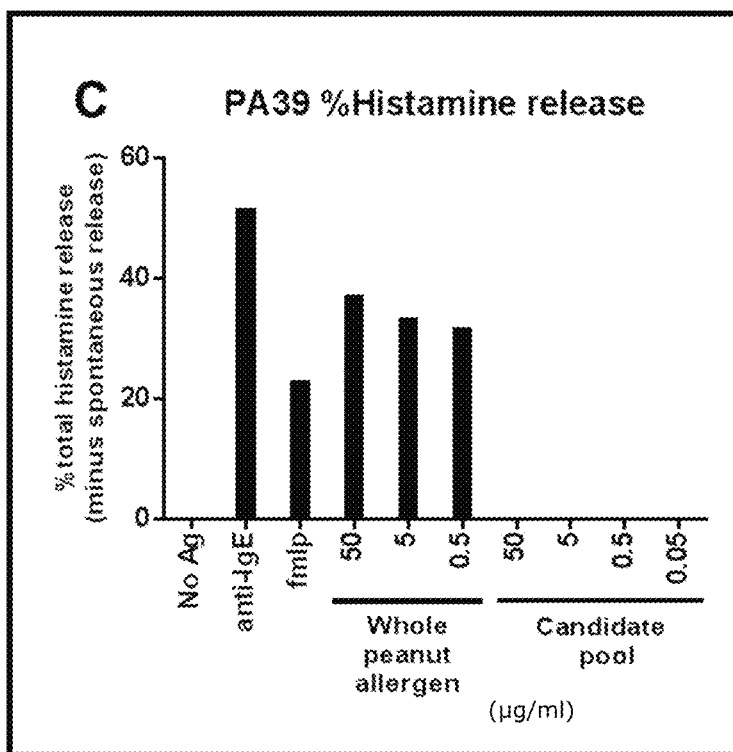 C PA39 %Histamine release
% total histamine release
(minus spontaneous release)
60
40
20
0
No Ag
anti-IgE
fmlp
50
5
0.5
50
5
0.5
0.05
Whole
peanut
allergen
Candidate
pool
(µg/ml)